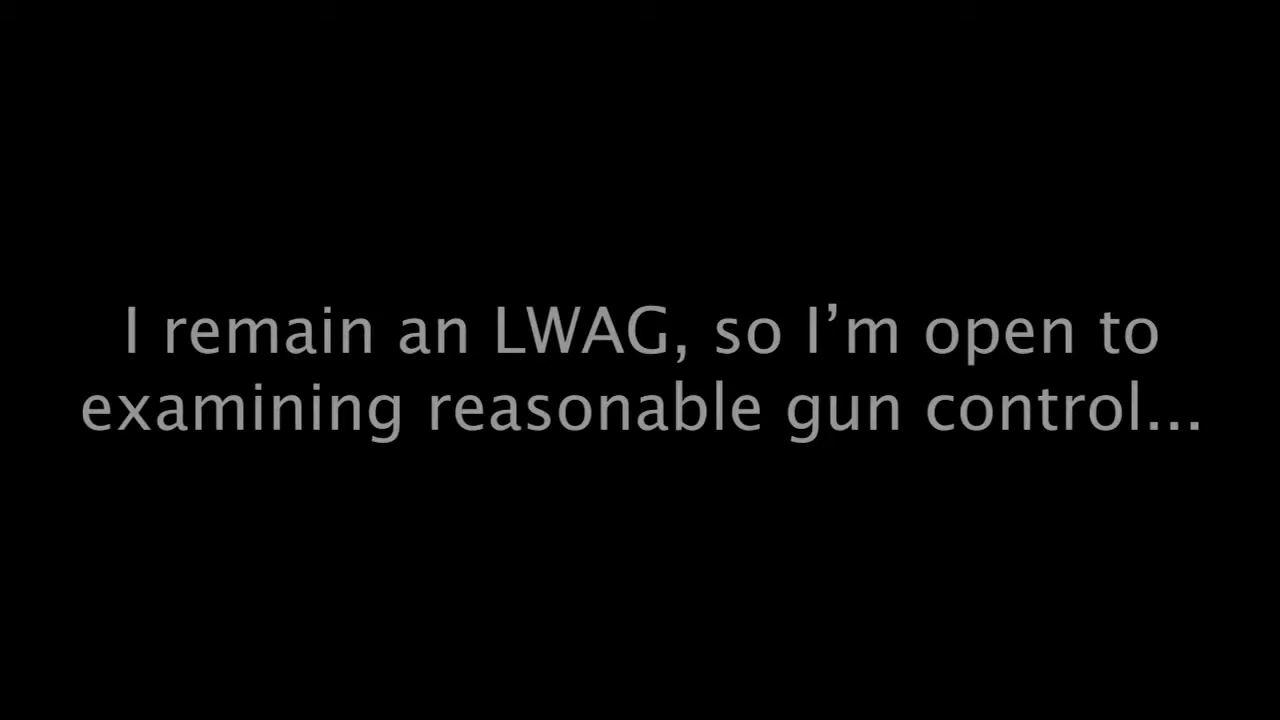 I remain an LWAG, so I’m open to
examining reasonable gun control...